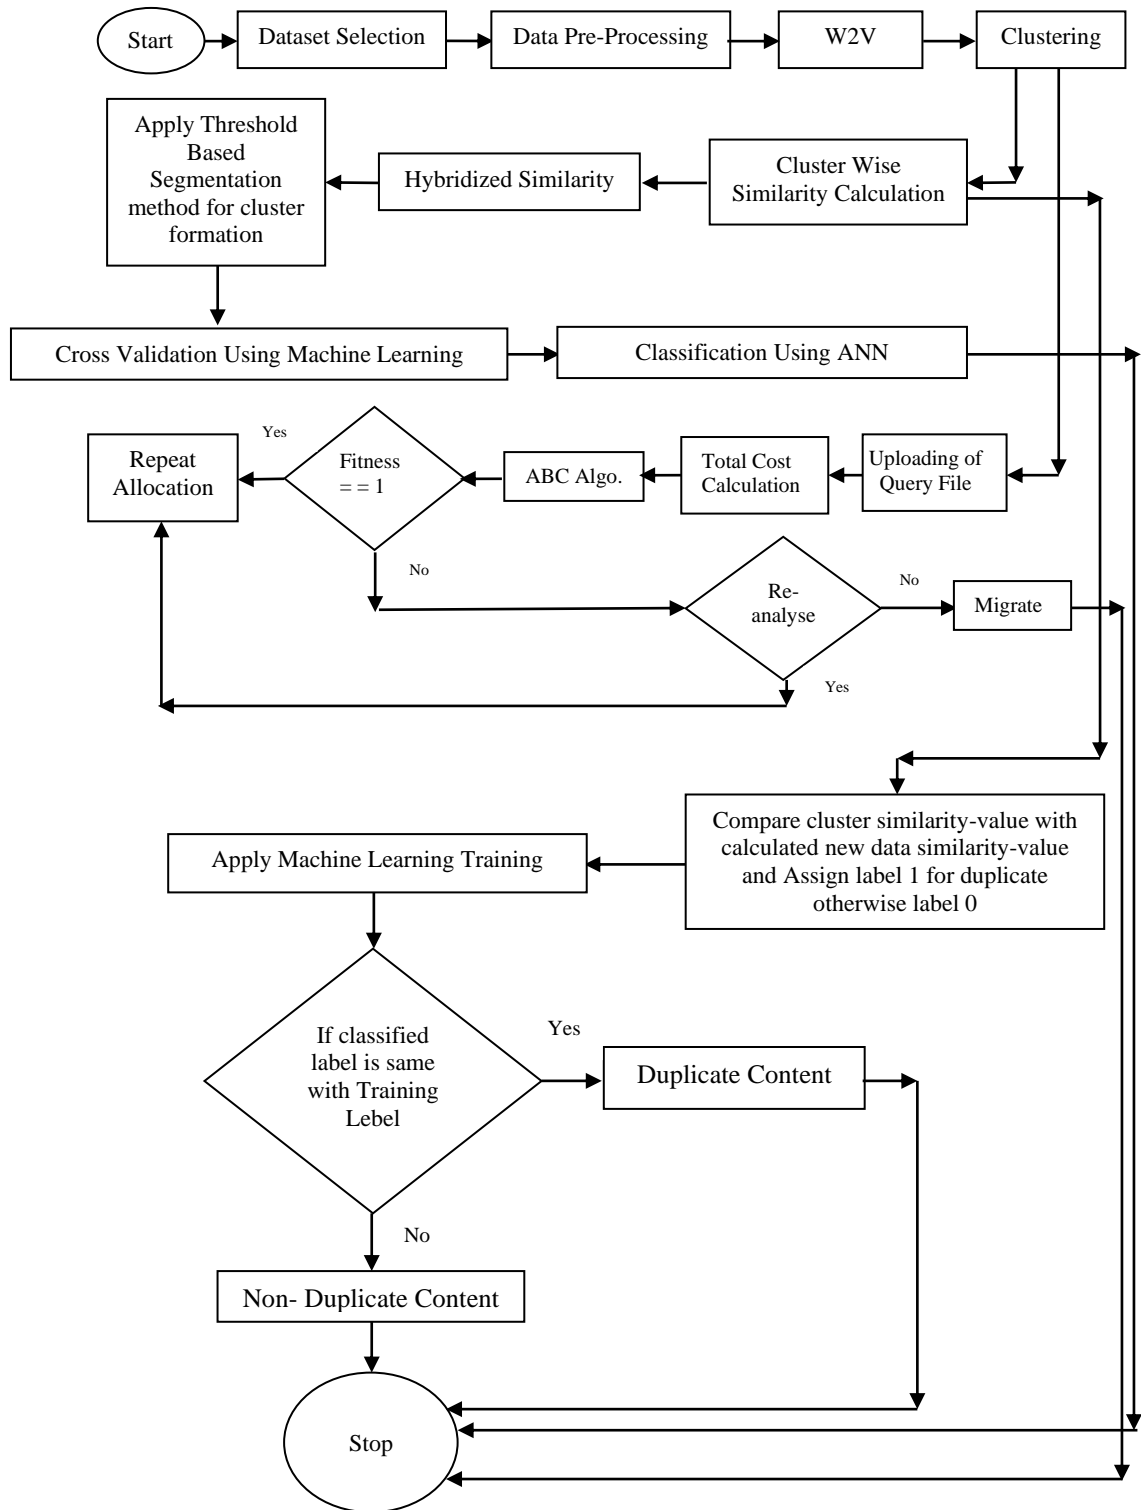 Start
Dataset Selection
Data Pre-Processing
W2V
Clustering
Apply Threshold
Based
Segmentation
method for cluster
formation
Hybridized Similarity
Cluster Wise
Similarity Calculation
Cross Validation Using Machine Learning
Classification Using ANN
Repeat
Allocation
Yes
Fitness
= = 1
ABC Algo.
Total Cost
Calculation
Uploading of
Query File
No
Re-
analyse
No
Migrate
Yes
Compare cluster similarity-value with
calculated new data similarity-value
and Assign label 1 for duplicate
otherwise label 0
Apply Machine Learning Training
If classified
label is same
with Training
Lebel
Yes
Duplicate Content
No
Non- Duplicate Content
Stop